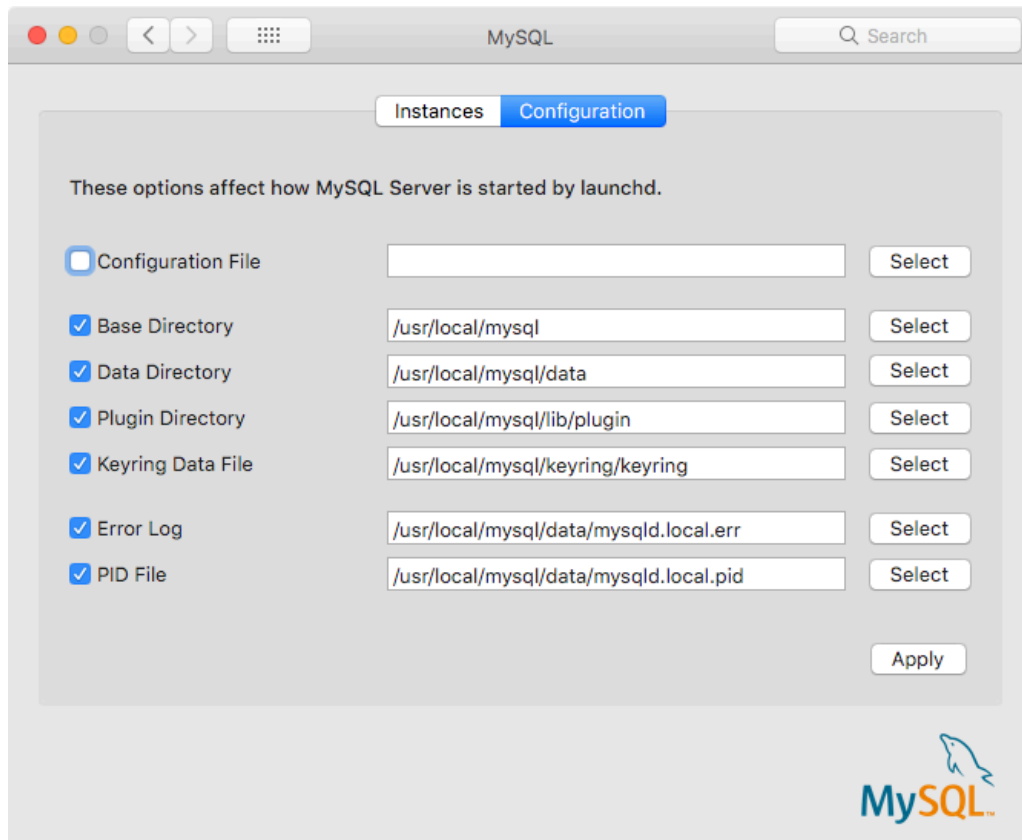 MySQL
Search
Instances
Configuration
These options affect how MySQL Server is started by launchd.
Configuration File
Select
Base Directory
/usr/local/mysql
Select
Data Directory
/usr/local/mysql/data
Select
Plugin Directory
/usr/local/mysql/lib/plugin
Select
Keyring Data File
/usr/local/mysql/keyring/keyring
Select
Error Log
/usr/local/mysql/data/mysqld.local.err
Select
PID File
/usr/local/mysql/data/mysqld.local.pid
Select
Apply
MySQL™